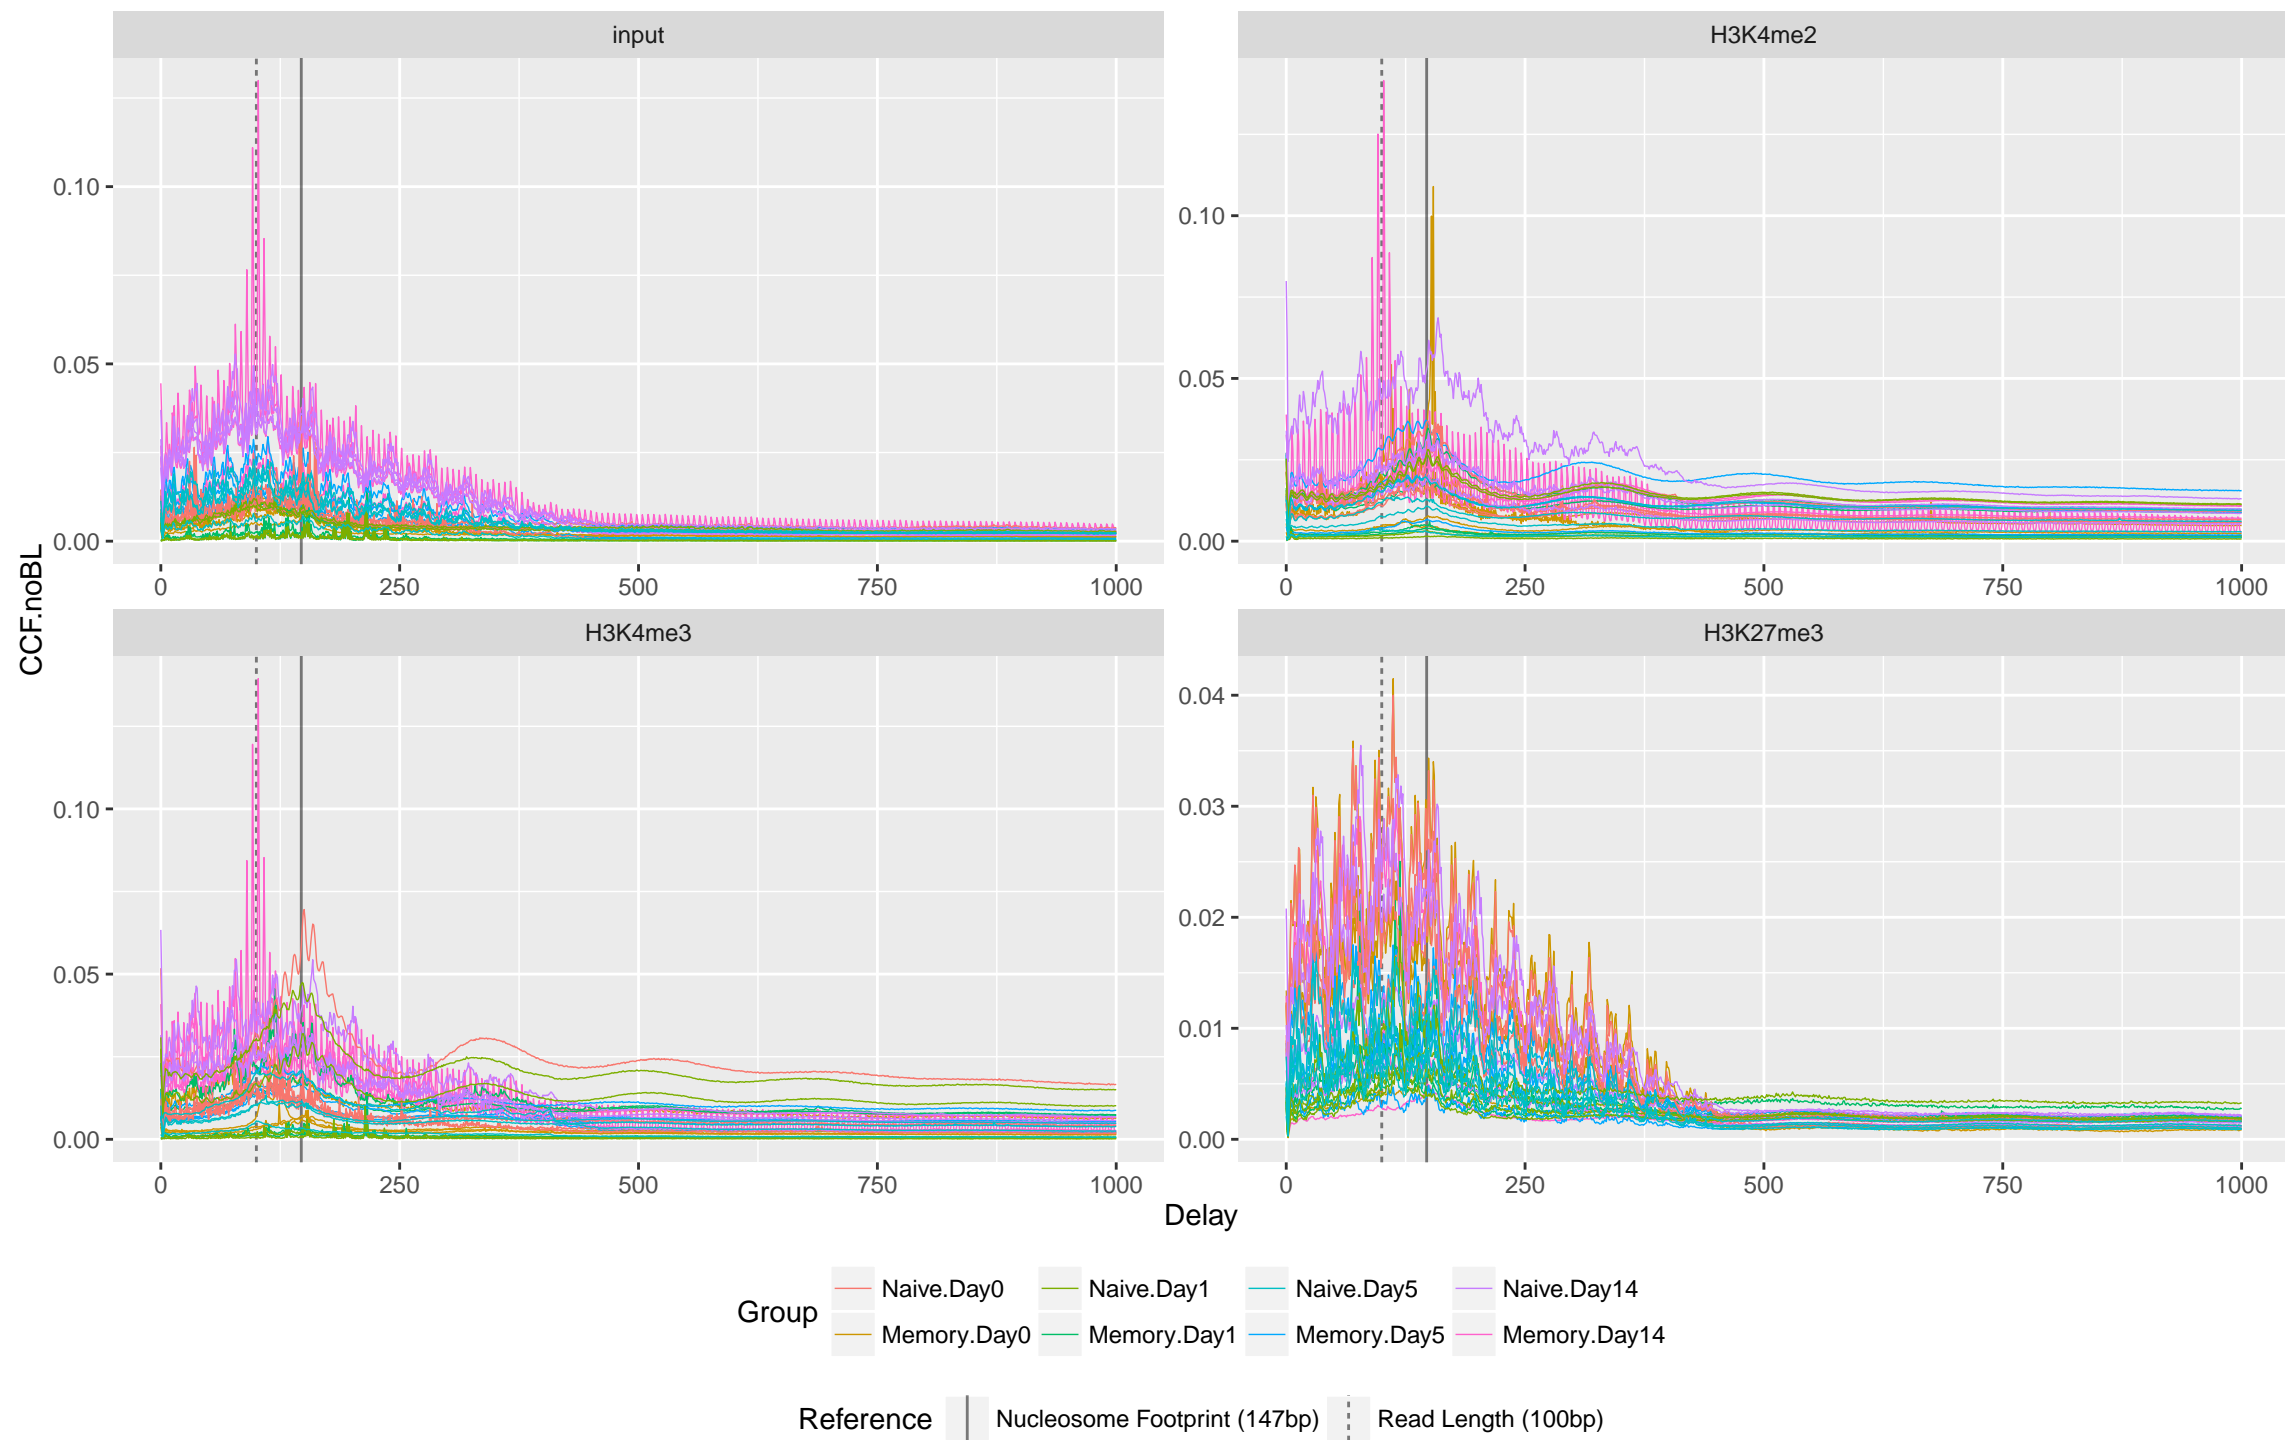 input
H3K4me2
0.10
0.05
0.00
0.10
0.05
0.00
0 250 500 750 1000
0 250 500 750 1000
H3K4me3
H3K27me3
0.10
0.05
0.00
0.04
0.03
0.02
0.01
0.00
0 250 500 750 1000
0 250 500 750 1000
CCF.noBL
Delay
Group
Naive.Day0 Naive.Day1 Naive.Day5 Naive.Day14
Memory.Day0 Memory.Day1 Memory.Day5 Memory.Day14
Reference Nucleosome Footprint (147bp) Read Length (100bp)